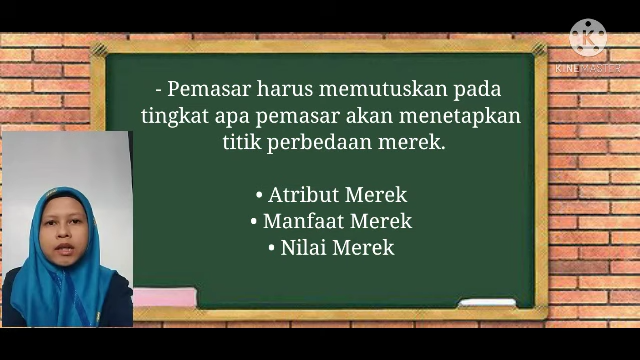 - Pemasar harus memutuskan pada
tingkat apa pemasar akan menetapkan
titik perbedaan merek.
• Atribut Merek
• Manfaat Merek
• Nilai Merek
KINEMASTER